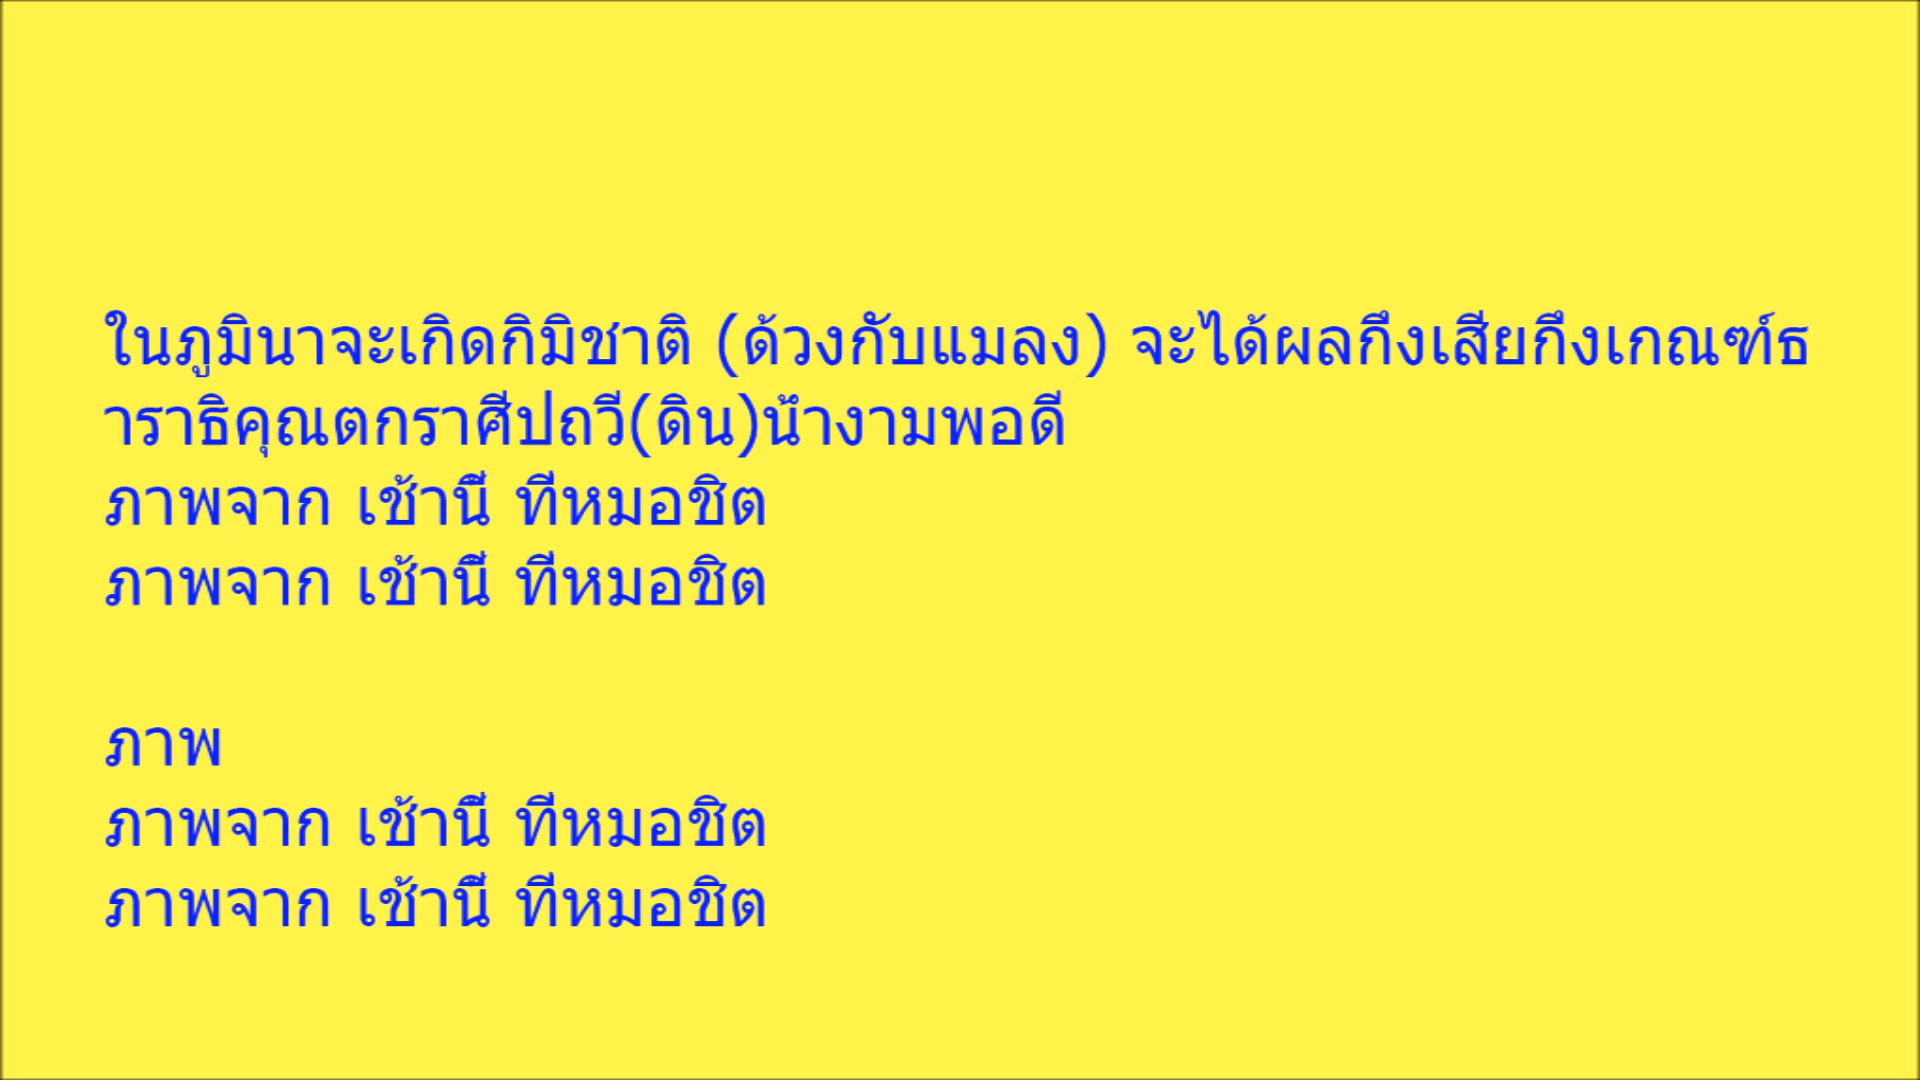 ในภูมินาจะเกิดกิมิชาติ (ด้วงกับแมลง) จะได้ผลกึ่งเสียกึ่งเกณฑ์ธ
าราธิคุณตกราศีปถวี(ดิน)น้ำงามพอดี
ภาพจาก เช้านี้ ที่หมอชิต
ภาพจาก เช้านี้ ที่หมอชิต
ภาพ
ภาพจาก เช้านี้ ที่หมอชิต
ภาพจาก เช้านี้ ที่หมอชิต